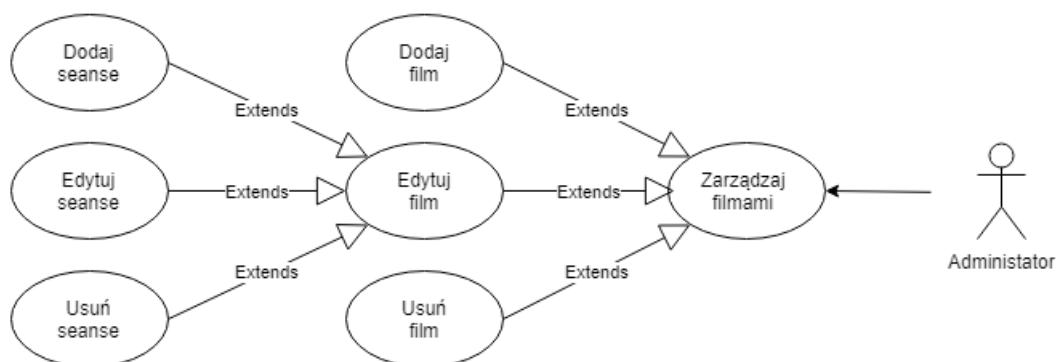 Dodaj
seanse
Dodaj
film
Extends
Extends
Edytuj
seanse
Extends
Edytuj
film
Extends
Zarządzaj
filmami
Administator
Extends
Extends
Usuń
seanse
Usuń
film